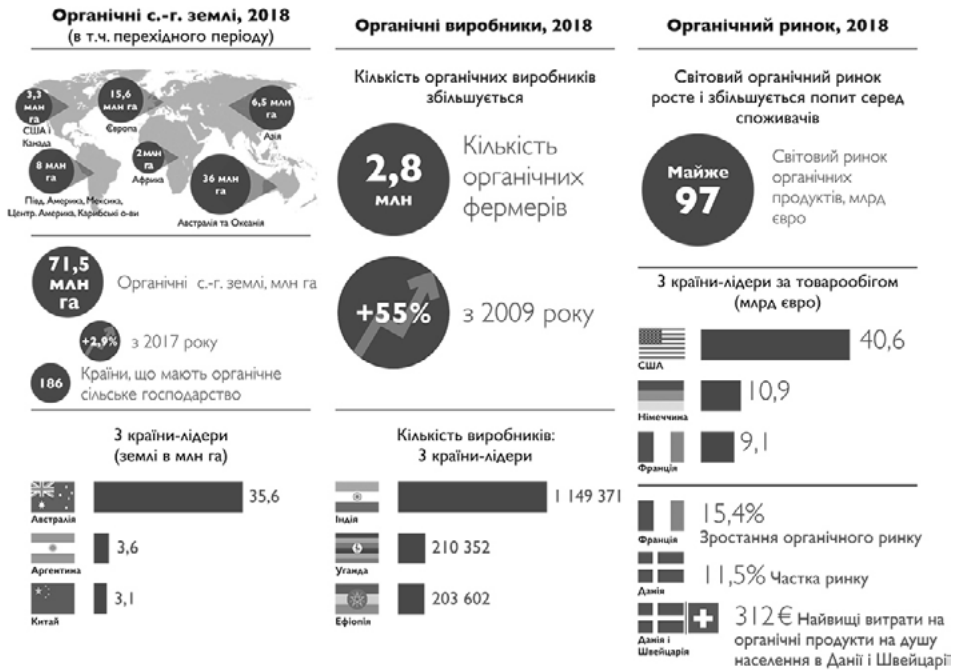 Органічні с.-г. землі, 2018
(в т.ч. перехідного періоду)
3,3
млн
га
США і
Канада
15,6
млн га
Європа
6,5 млн
га
Азія
8 млн
га
Півд. Америка, Мексика,
Центр. Америка, Карибські о-ви
2 млн
га
Африка
36 млн
га
Австралія та Океанія
71,5
млн
га
Органічні с.-г. землі, млн га
+2,9%
з 2017 року
186
Країни, що мають органічне
сільське господарство
3 країни-лідери
(землі в млн га)
Австралія
35,6
Аргентина
3,6
Китай
3,1
Органічні виробники, 2018
Кількість органічних виробників
збільшується
2,8
млн
Кількість
органічних
фермерів
+55%
з 2009 року
Кількість виробників:
3 країни-лідери
Індія
1 149 371
Уганда
210 352
Ефіопія
203 602
Органічний ринок, 2018
Світовий органічний ринок
росте і збільшується попит серед
споживачів
Майже
97
Світовий ринок
органічних
продуктів, млрд
євро
3 країни-лідери за товарообігом
(млрд євро)
США
40,6
Німеччина
10,9
Франція
9,1
Франція
15,4%
Зростання органічного ринку
Данія
11,5% Частка ринку
Данія і
Швейцарія
312€ Найвищі витрати на
органічні продукти на душу
населення в Данії і Швейцарії